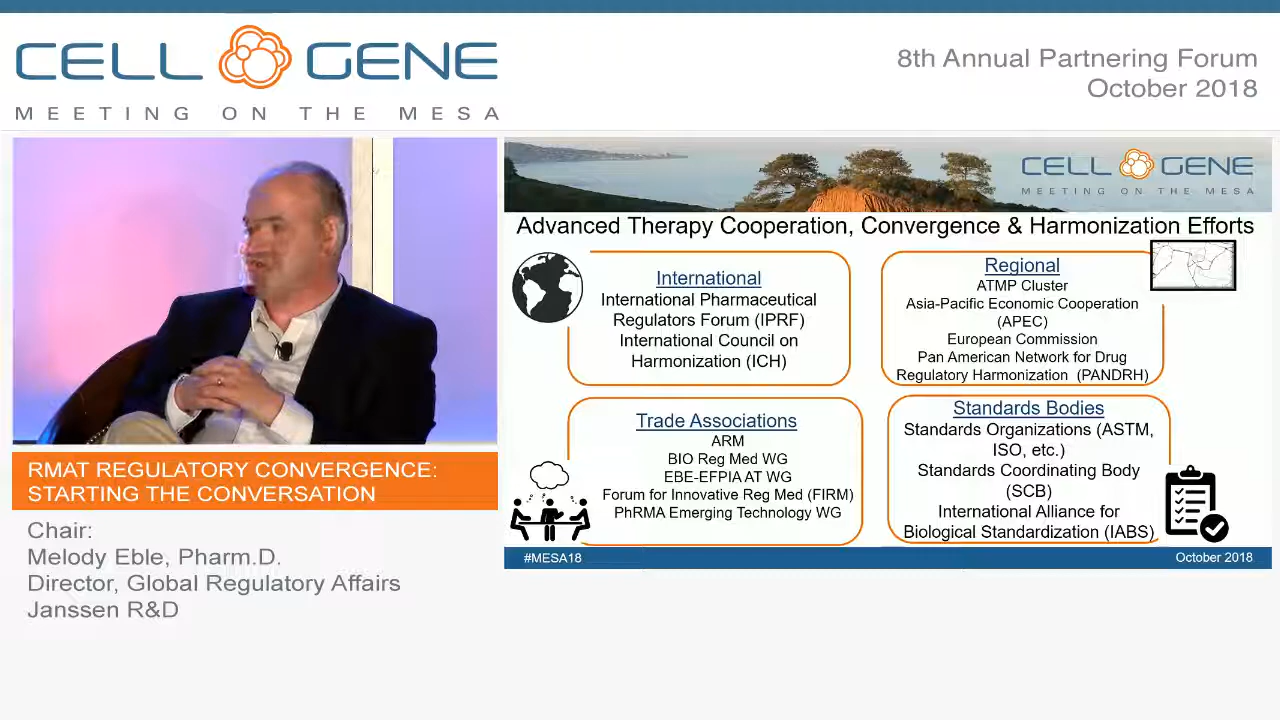 CELL GENE
MEETING ON THE MESA
8th Annual Partnering Forum
October 2018
CELL GENE
MEETING ON THE MESA
Advanced Therapy Cooperation, Convergence & Harmonization Efforts
International
International Pharmaceutical
Regulators Forum (IPRF)
International Council on
Harmonization (ICH)
Regional
ATMP Cluster
Asia-Pacific Economic Cooperation
(APEC)
European Commission
Pan American Network for Drug
Regulatory Harmonization (PANDRH)
Trade Associations
ARM
BIO Reg Med WG
EBE-EFPIA AT WG
Forum for Innovative Reg Med (FIRM)
PhRMA Emerging Technology WG
Standards Bodies
Standards Organizations (ASTM,
ISO, etc.)
Standards Coordinating Body
(SCB)
International Alliance for
Biological Standardization (IABS)
#MESA18
October 2018
RMAT REGULATORY CONVERGENCE:
STARTING THE CONVERSATION
Chair:
Melody Eble, Pharm.D.
Director, Global Regulatory Affairs
Janssen R&D